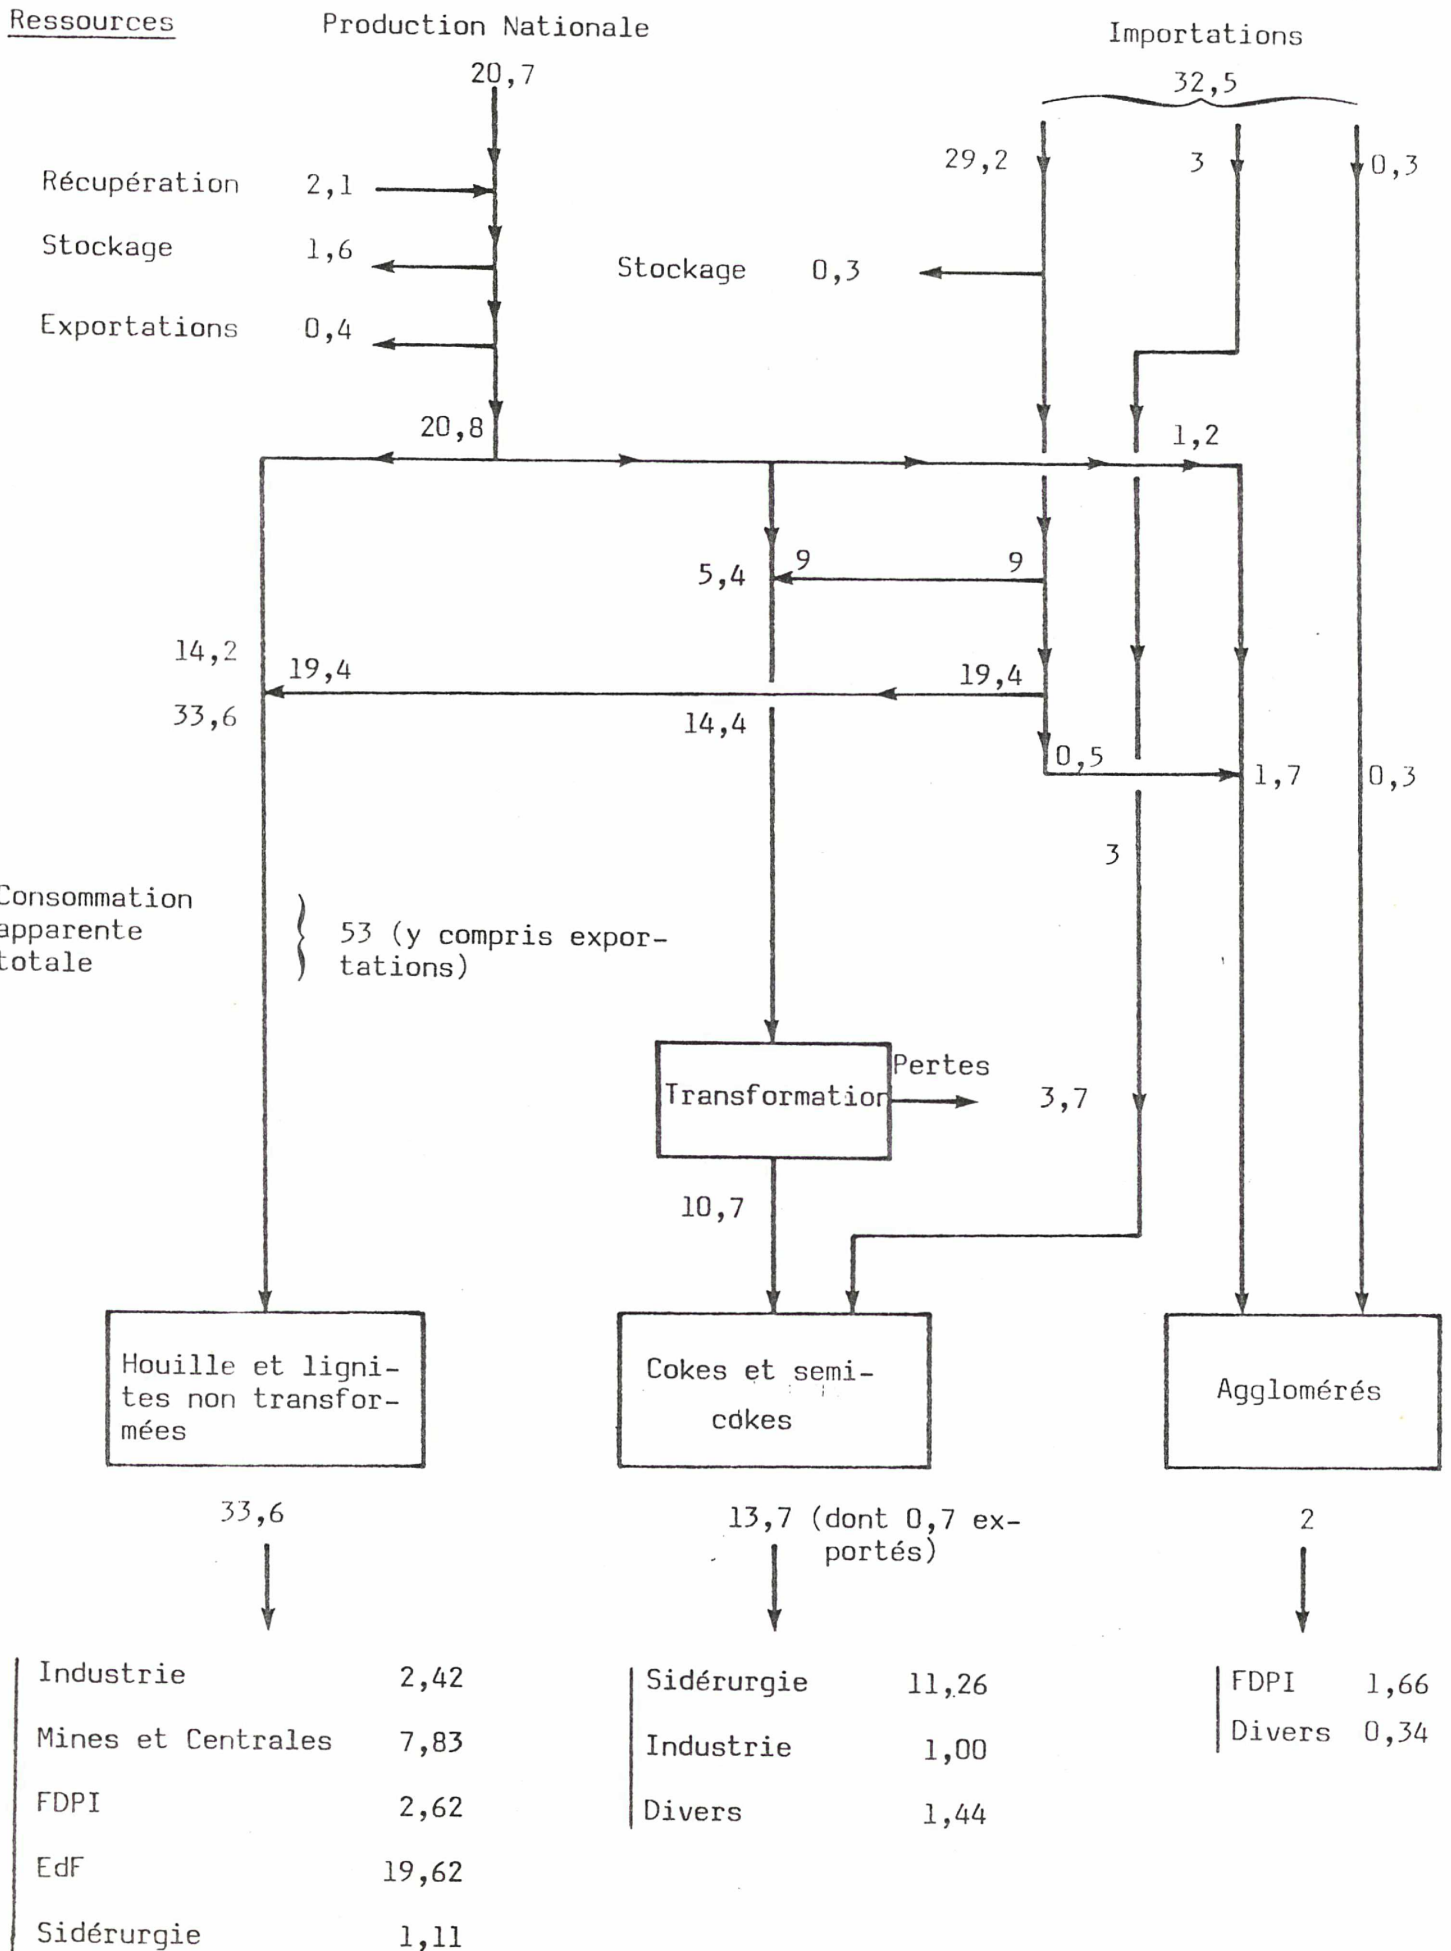 Ressources Production Nationale Importations
20,7 32,5
29,2 3 0,3
Récupération 2,1
Stockage 1,6
Stockage 0,3
Exportations 0,4
20,8 1,2
5,4 9 9
14,2
19,4 19,4
33,6 14,4
0,5 1,7 0,3
3
Consommation
apparente
totale
53 (y compris expor-
tations)
Pertes
Transformation 3,7
10,7
Houille et ligni-
tes non transfor-
mées
Cokes et semi-
cokes
Agglomérés
33,6
13,7 (dont 0,7 ex-
portés)
2
Industrie 2,42
Mines et Centrales 7,83
FDPI 2,62
EdF 19,62
Sidérurgie 1,11
Sidérurgie 11,26
Industrie 1,00
Divers 1,44
FDPI 1,66
Divers 0,34